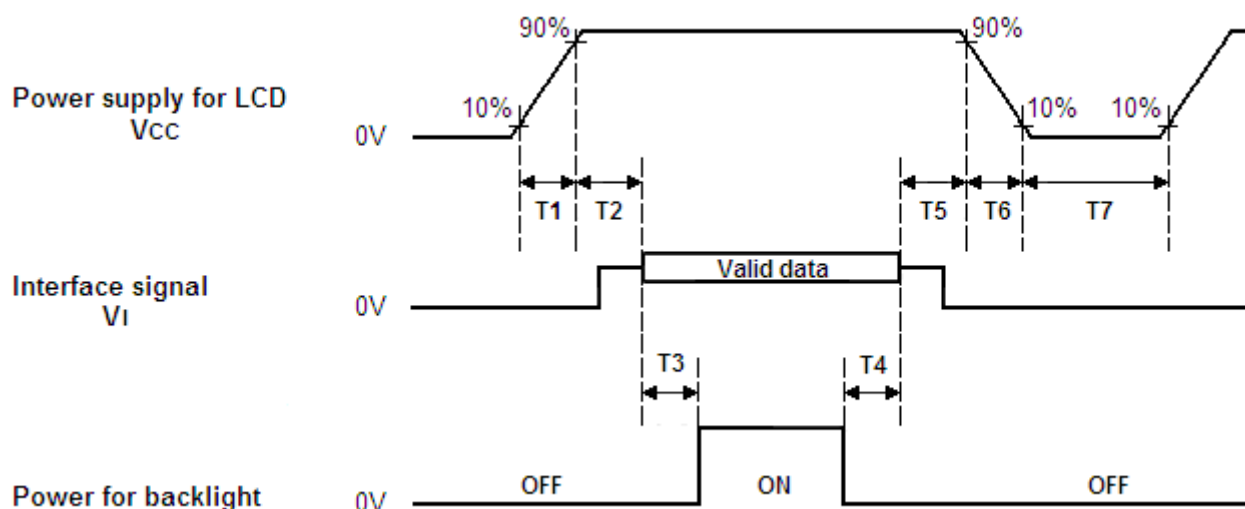 90% 90%
Power supply for LCD
VCC
10% 10% 10%
0V
T1 T2 T5 T6 T7
Valid data
Interface signal
VI
0V
T3 T4
OFF ON OFF
Power for backlight
0V